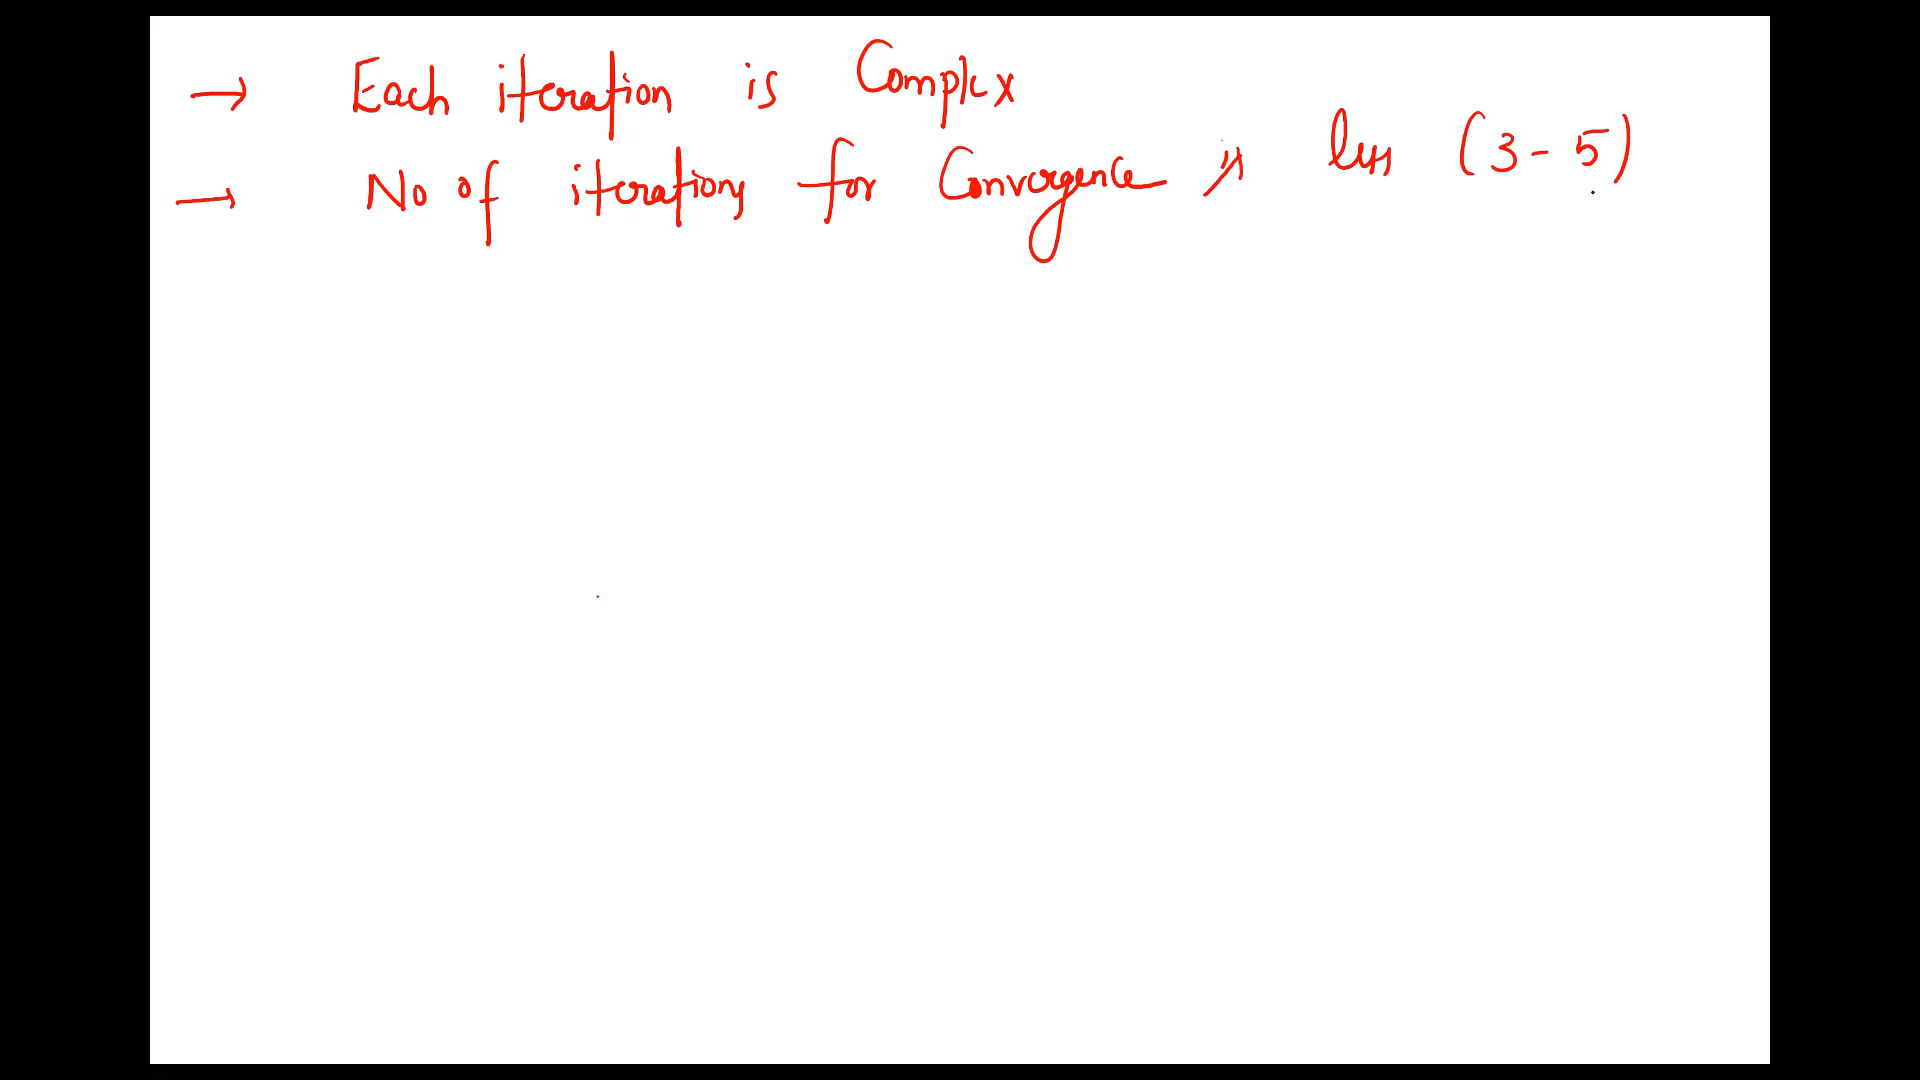 → Each iteration is Complex
→ No of iterations for Convergence is less (3-5)